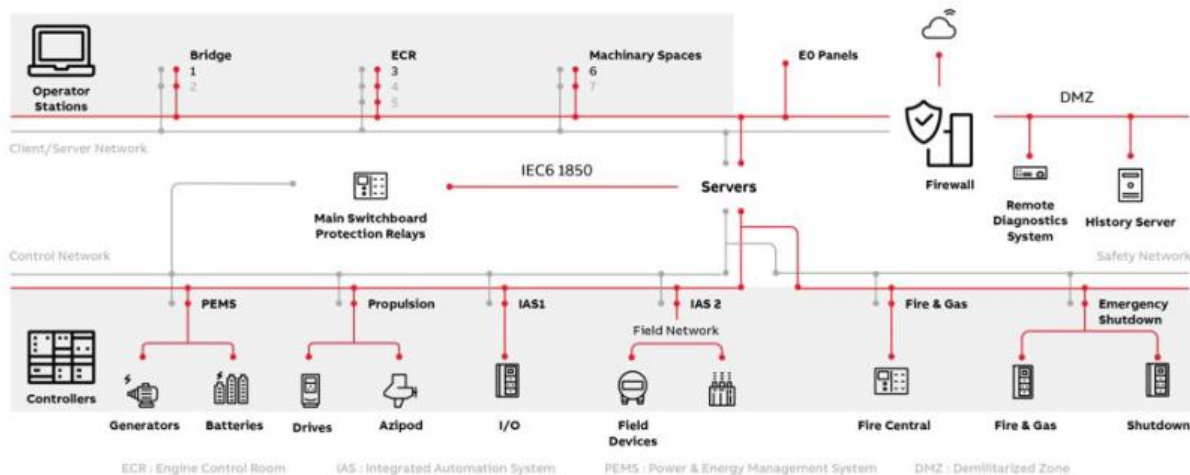 Bridge
1
2
ECR
3
4
5
Machinary Spaces
6
7
E0 Panels
Operator
Stations
DMZ
Client/Server Network
IEC6 1850
Servers
Firewall
Remote
Diagnostics
System
History Server
Main Switchboard
Protection Relays
Control Network
Safety Network
PEMS
Propulsion
IAS1
IAS 2
Fire & Gas
Emergency
Shutdown
Field Network
Controllers
Generators
Batteries
Drives
Azipod
I/O
Field
Devices
Fire Central
Fire & Gas
Shutdown
ECR : Engine Control Room
IAS : Integrated Automation System
PEMS : Power & Energy Management System
DMZ : Demilitarized Zone